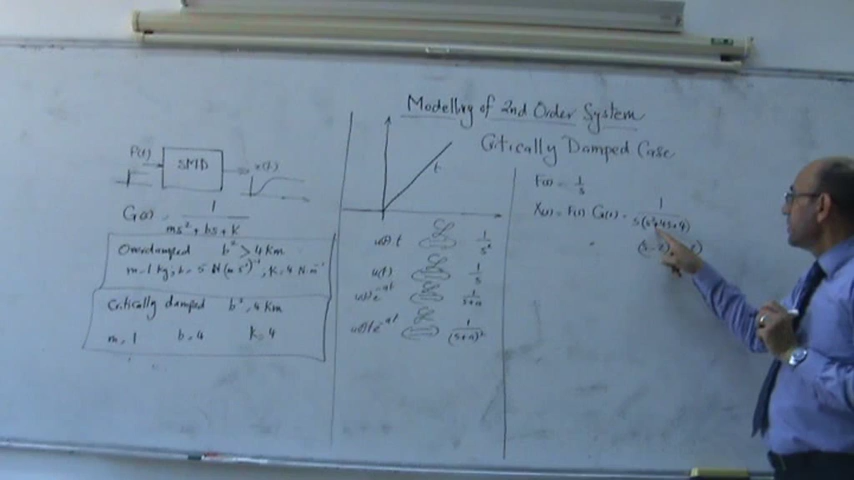 Modelling of 2nd Order System
Critically Damped Case
F(t)
SMD
x(t)
G(s) = 1 / (ms² + bs + k)
Overdamped b² > 4km
m=1 kg, b=5 N(ms⁻¹)⁻¹, k=4 Nm⁻¹
Critically damped b² = 4km
m=1 b=4 k=4
t
u(t) t 1/s²
u(t) 1/s
u(t) e⁻ᵃᵗ 1/(s+a)
u(t) t e⁻ᵃᵗ 1/(s+a)²
F(s) = 1/s
X(s) = F(s) G(s) = 1 / s(s²+4s+4)